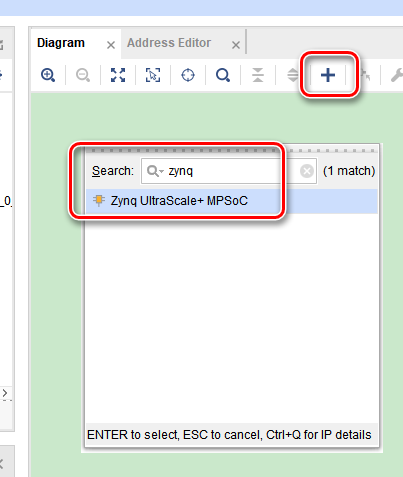 Diagram × Address Editor ×
Search: zynq (1 match)
Zynq UltraScale+ MPSoC
_0_
ENTER to select, ESC to cancel, Ctrl+Q for IP details